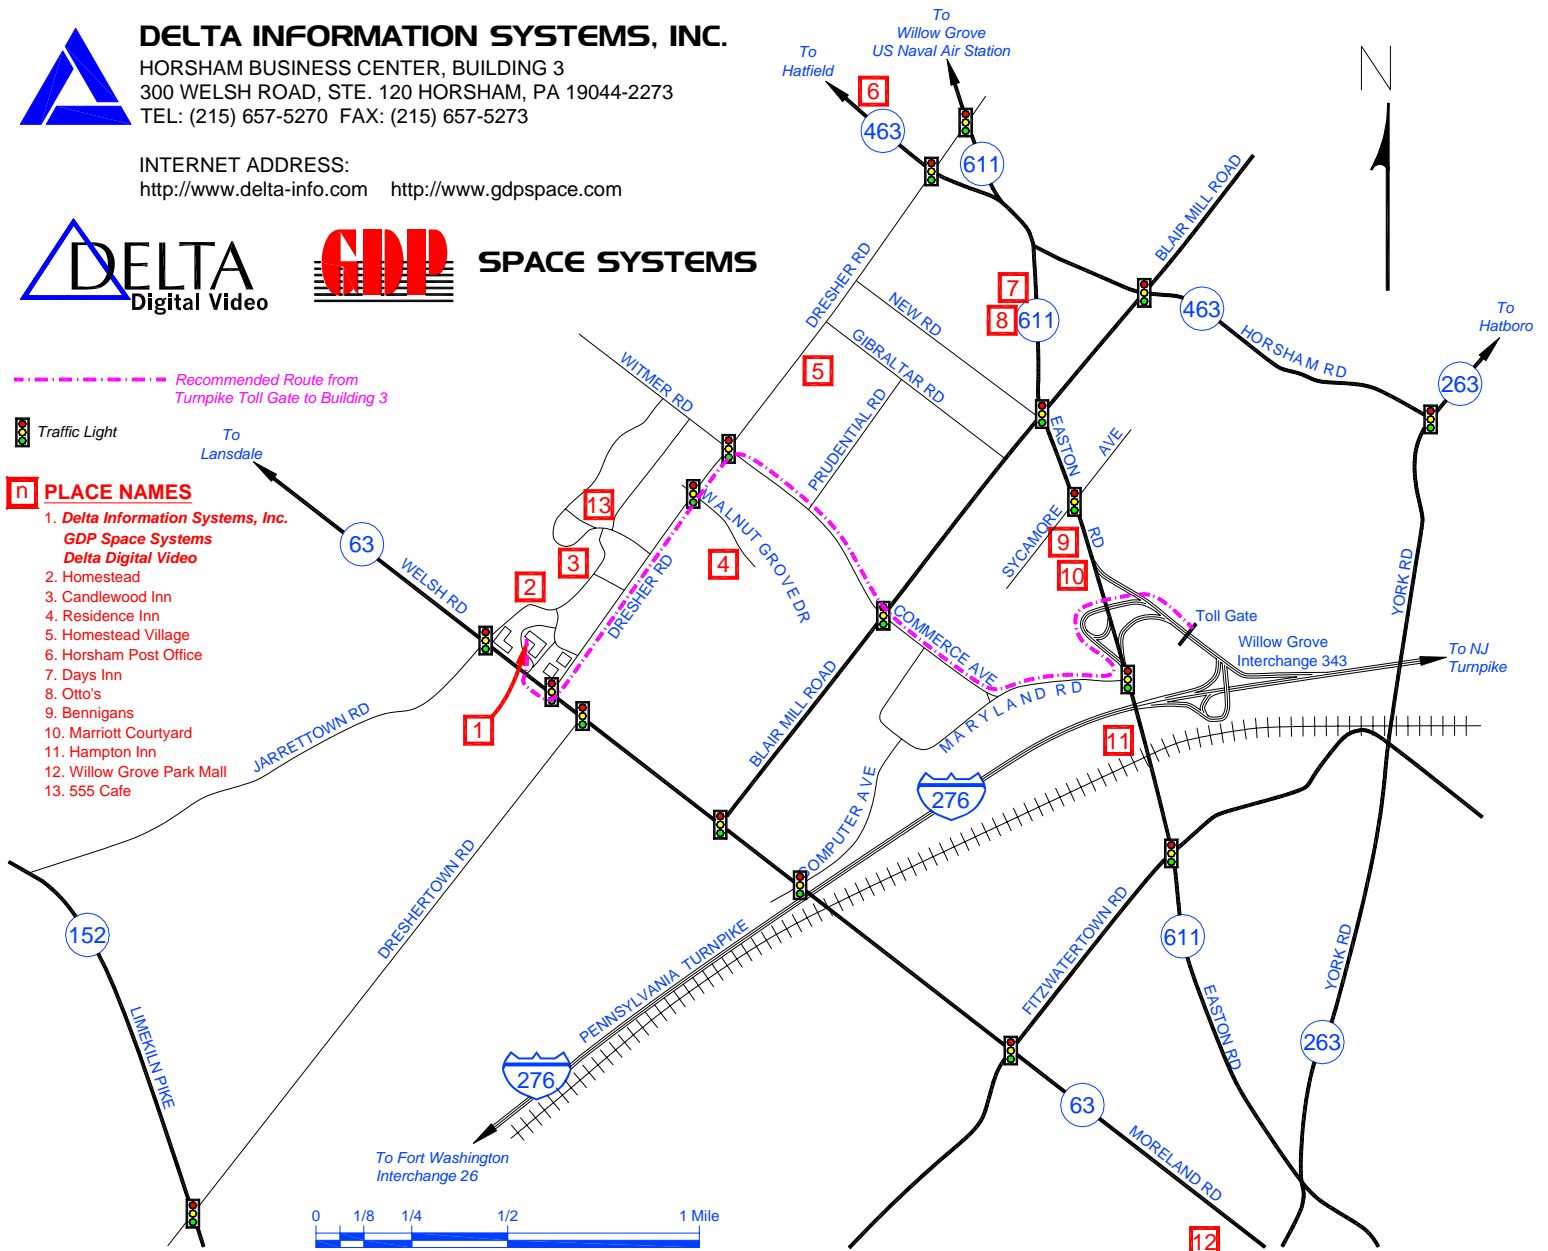 DELTA INFORMATION SYSTEMS, INC.
HORSHAM BUSINESS CENTER, BUILDING 3
300 WELSH ROAD, STE. 120 HORSHAM, PA 19044-2273
TEL: (215) 657-5270 FAX: (215) 657-5273
INTERNET ADDRESS:
http://www.delta-info.com http://www.gdpspace.com
DELTA
Digital Video
GDP
SPACE SYSTEMS
Recommended Route from
Turnpike Toll Gate to Building 3
Traffic Light
n PLACE NAMES
1. Delta Information Systems, Inc.
GDP Space Systems
Delta Digital Video
2. Homestead
3. Candlewood Inn
4. Residence Inn
5. Homestead Village
6. Horsham Post Office
7. Days Inn
8. Otto's
9. Bennigans
10. Marriott Courtyard
11. Hampton Inn
12. Willow Grove Park Mall
13. 555 Cafe
To
Hatfield
To
Willow Grove
US Naval Air Station
N
6
463
611
BLAIR MILL ROAD
DRESHER RD
NEW RD
7
8
611
463
HORSHAM RD
To
Hatboro
263
GIBRALTAR RD
WITMER RD
5
PRUDENTIAL RD
EASTON
RD
SYCAMORE
AVE
To
Lansdale
63
WELSH RD
13
WALNUT GROVE DR
3
4
2
DRESHER RD
9
10
YORK RD
Toll Gate
Willow Grove
Interchange 343
To NJ
Turnpike
COMMERCE AVE
MARYLAND RD
BLAIR MILL ROAD
1
11
JARRETTOWN RD
276
COMPUTER AVE
DRESHERTOWN RD
152
LIMEKILN PIKE
PENNSYLVANIA TURNPIKE
276
FITZWATERTOWN RD
611
EASTON RD
YORK RD
263
63
MORELAND RD
To Fort Washington
Interchange 26
0 1/8 1/4 1/2 1 Mile
12